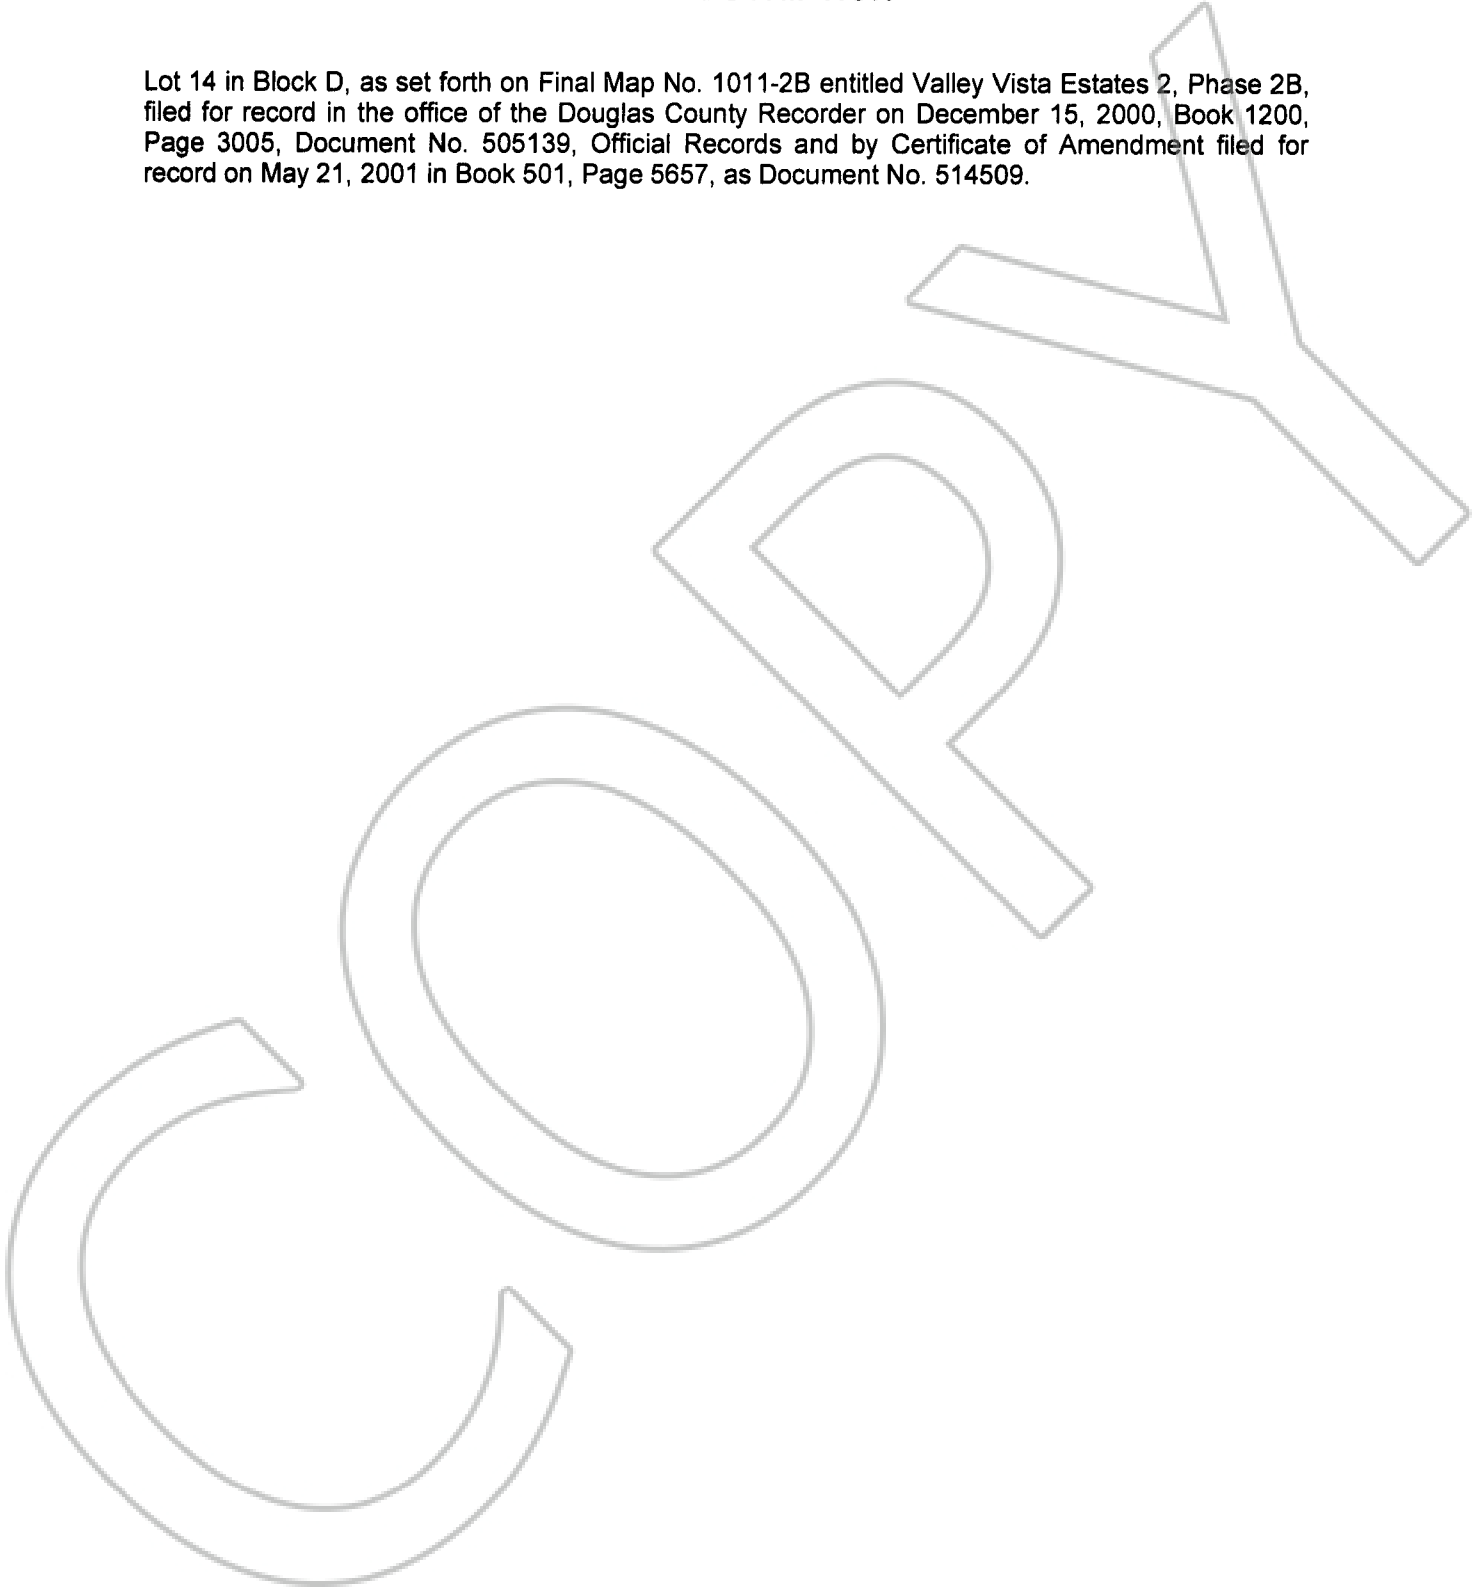 Lot 14 in Block D, as set forth on Final Map No. 1011-2B entitled Valley Vista Estates 2, Phase 2B,
filed for record in the office of the Douglas County Recorder on December 15, 2000, Book 1200,
Page 3005, Document No. 505139, Official Records and by Certificate of Amendment filed for
record on May 21, 2001 in Book 501, Page 5657, as Document No. 514509.
COPY